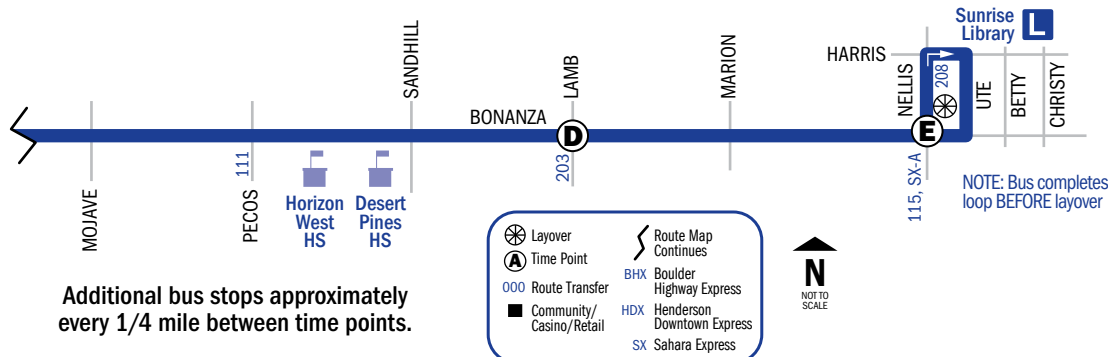 Sunrise
Library
L
HARRIS
NELLIS
208
UTE
BETTY
CHRISTY
MARION
LAMB
SANDHILL
BONANZA
D
E
203
111
115, SX-A
MOJAVE
PECOS
Horizon
West
HS
Desert
Pines
HS
NOTE: Bus completes
loop BEFORE layover
Additional bus stops approximately
every 1/4 mile between time points.
Layover
A Time Point
000 Route Transfer
Community/
Casino/Retail
Route Map
Continues
BHX Boulder
Highway Express
HDX Henderson
Downtown Express
SX Sahara Express
N
NOT TO
SCALE